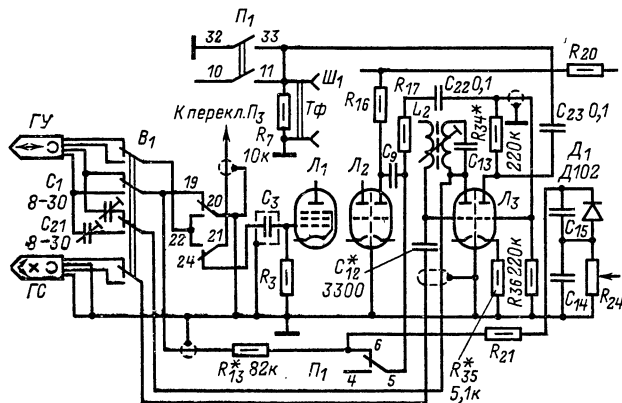 П₁
32 33
10 11
Ш₁
Тф
R₇
10к
К перекл. П₃
R₂₀
R₁₆
R₁₇
C₂₂ 0,1
L₂
R₃₄*
220к
C₂₃ 0,1
ГУ
В₁
C₁
8-30
C₂₁
8-30
ГС
19
20
21
22
24
C₃
Л₁
Л₂
C₉
C₁₃
Л₃
Д₁
Д102
R₃
C₁₂*
3300
R₃₆ 220к
C₁₅
C₁₄
R₂₄
R₁₃* 82к
П₁
6
4 5
R₂₁
R₃₅*
5,1к